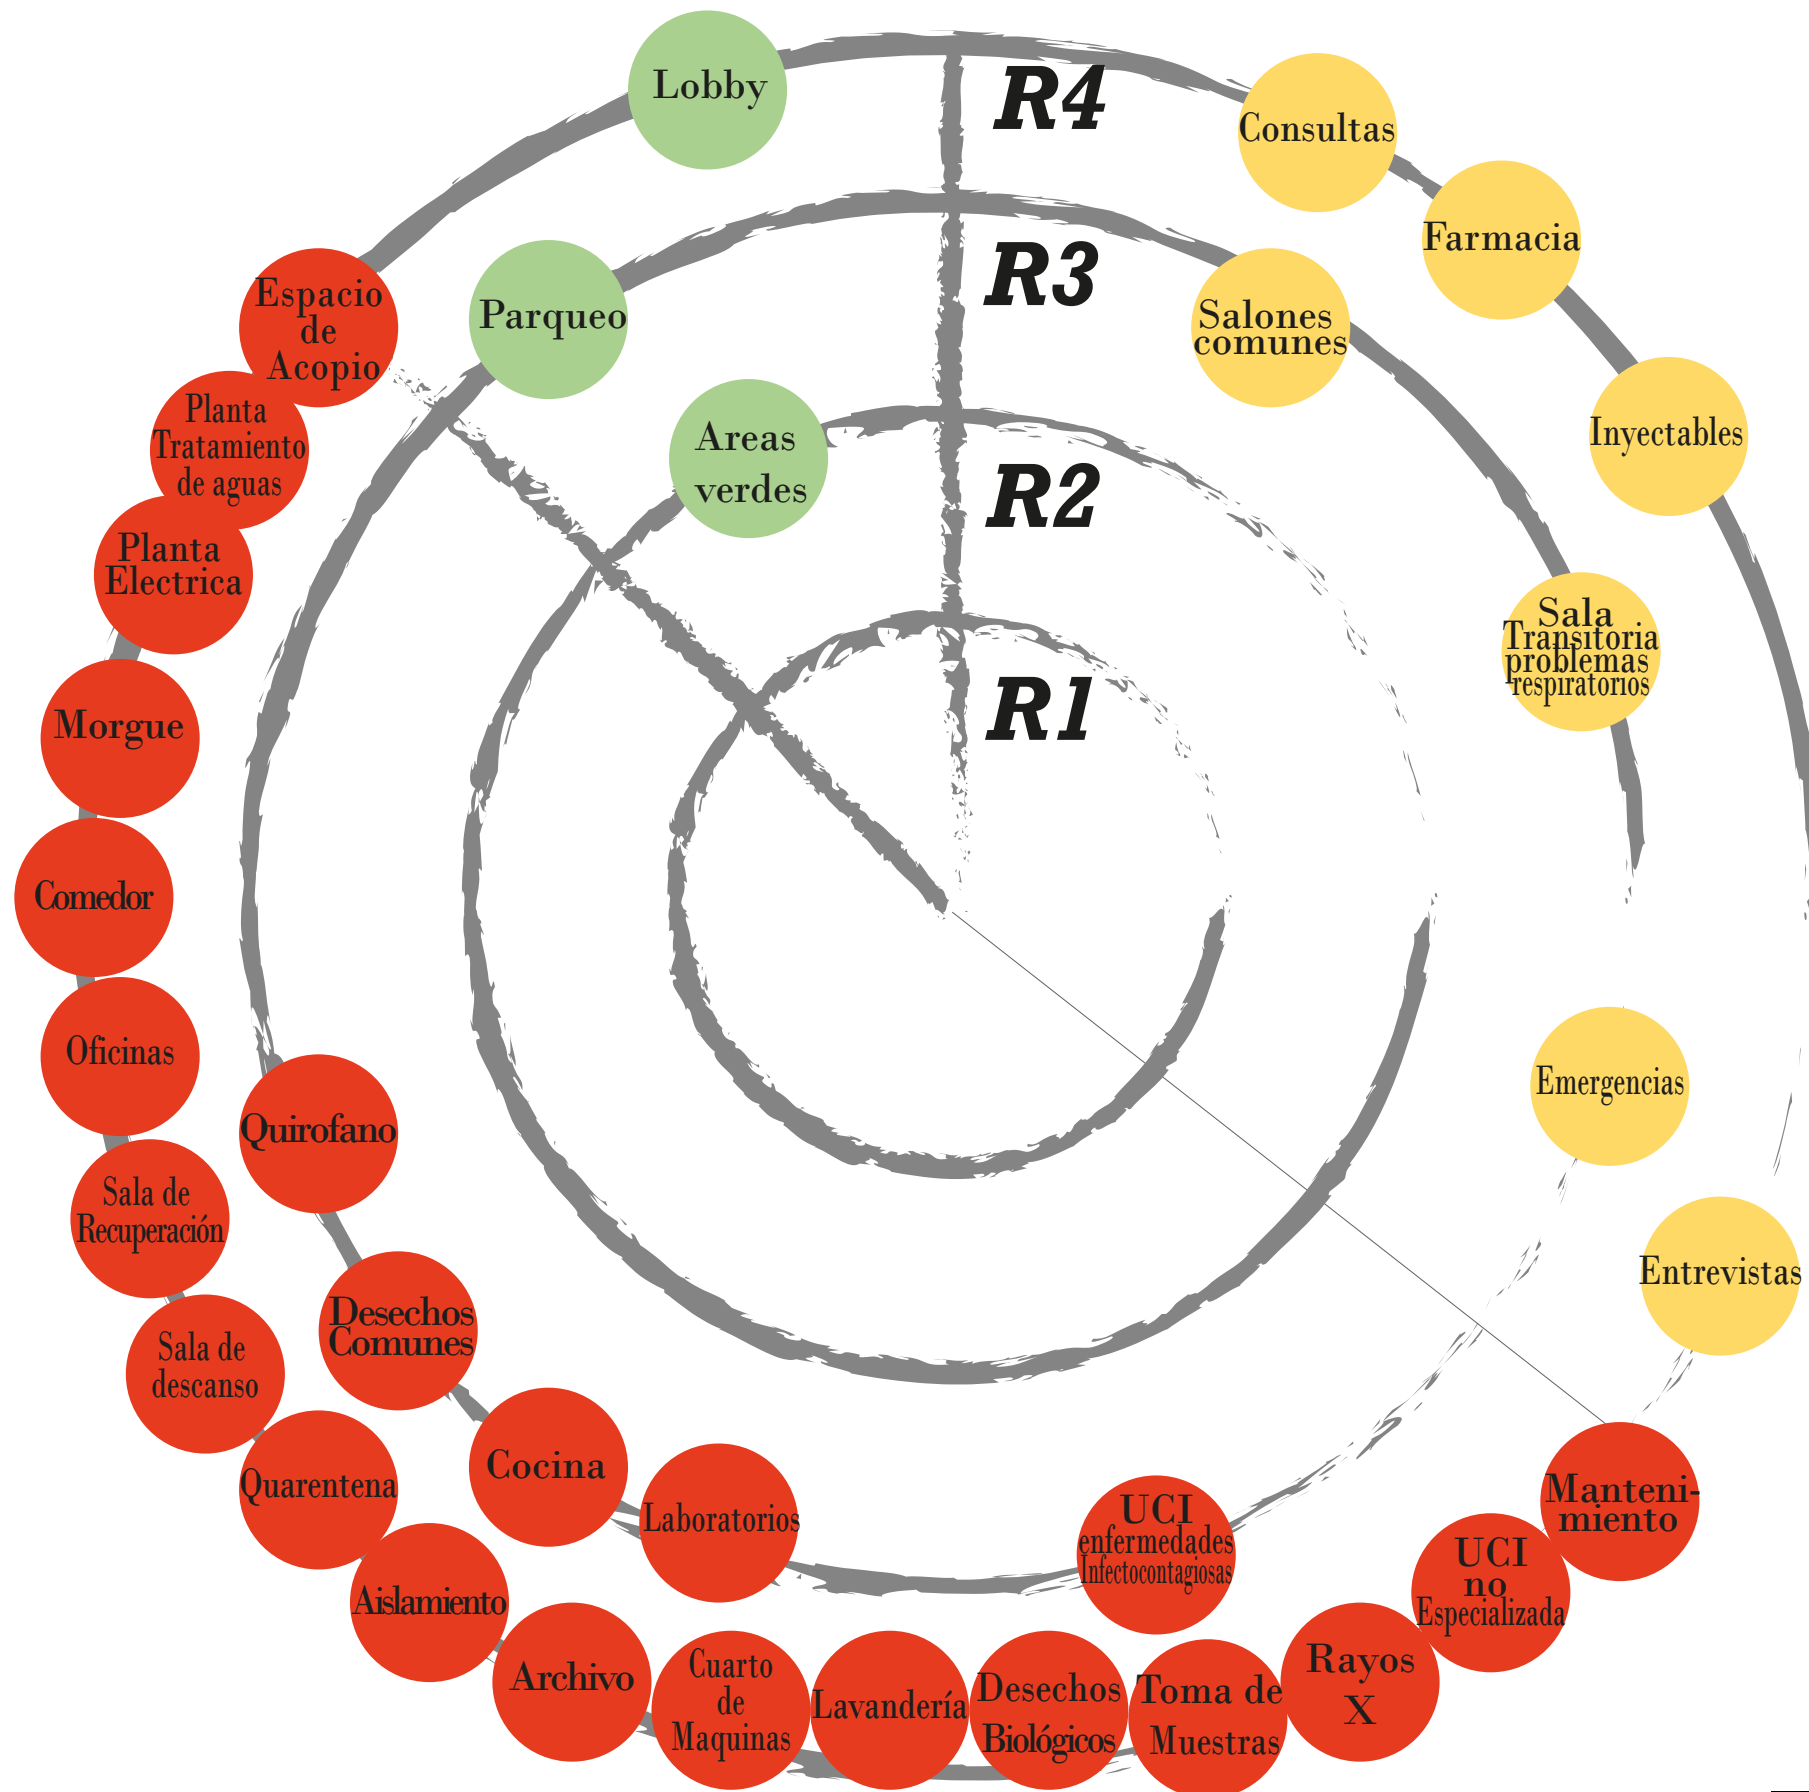 Lobby
R4
Consultas
Farmacia
R3
Espacio
de
Acopio
Parqueo
Salones
comunes
Planta
Tratamiento
de aguas
Areas
verdes
Inyectables
R2
Planta
Electrica
Sala
Transitoria
problemas
respiratorios
R1
Morgue
Comedor
Oficinas
Emergencias
Quirofano
Sala de
Recuperación
Entrevistas
Desechos
Comunes
Sala de
descanso
Cocina
Quarentena
Laboratorios
UCI
enfermedades
Infectocontagiosas
Manteni-
miento
UCI
no
Especializada
Aislamiento
Archivo
Cuarto
de
Maquinas
Lavandería
Desechos
Biológicos
Toma de
Muestras
Rayos
X